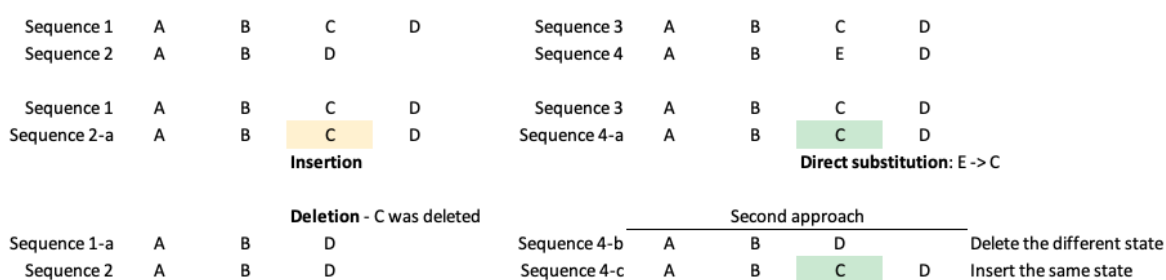 Sequence 1 A B C D Sequence 3 A B C D
Sequence 2 A B D Sequence 4 A B E D
Sequence 1 A B C D Sequence 3 A B C D
Sequence 2-a A B C D Sequence 4-a A B C D
Insertion Direct substitution: E -> C
Deletion - C was deleted Second approach
Sequence 1-a A B D Sequence 4-b A B D Delete the different state
Sequence 2 A B D Sequence 4-c A B C D Insert the same state